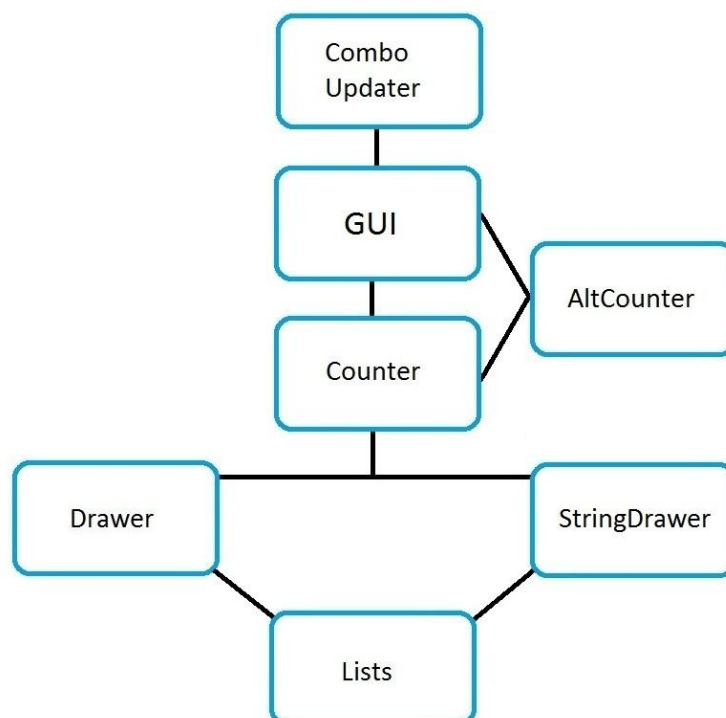 Combo
Updater
GUI
AltCounter
Counter
Drawer
StringDrawer
Lists